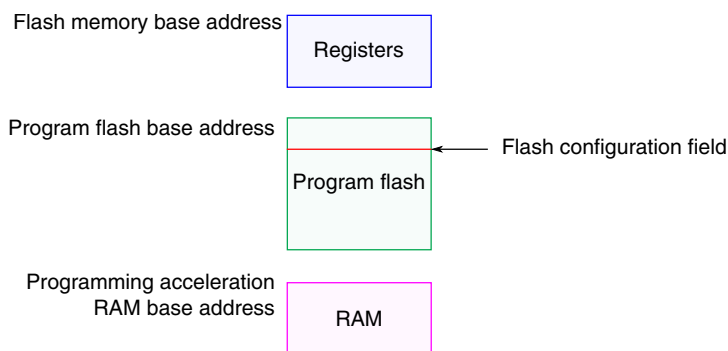 Flash memory base address
Registers
Program flash base address
Flash configuration field
Program flash
Programming acceleration
RAM base address
RAM